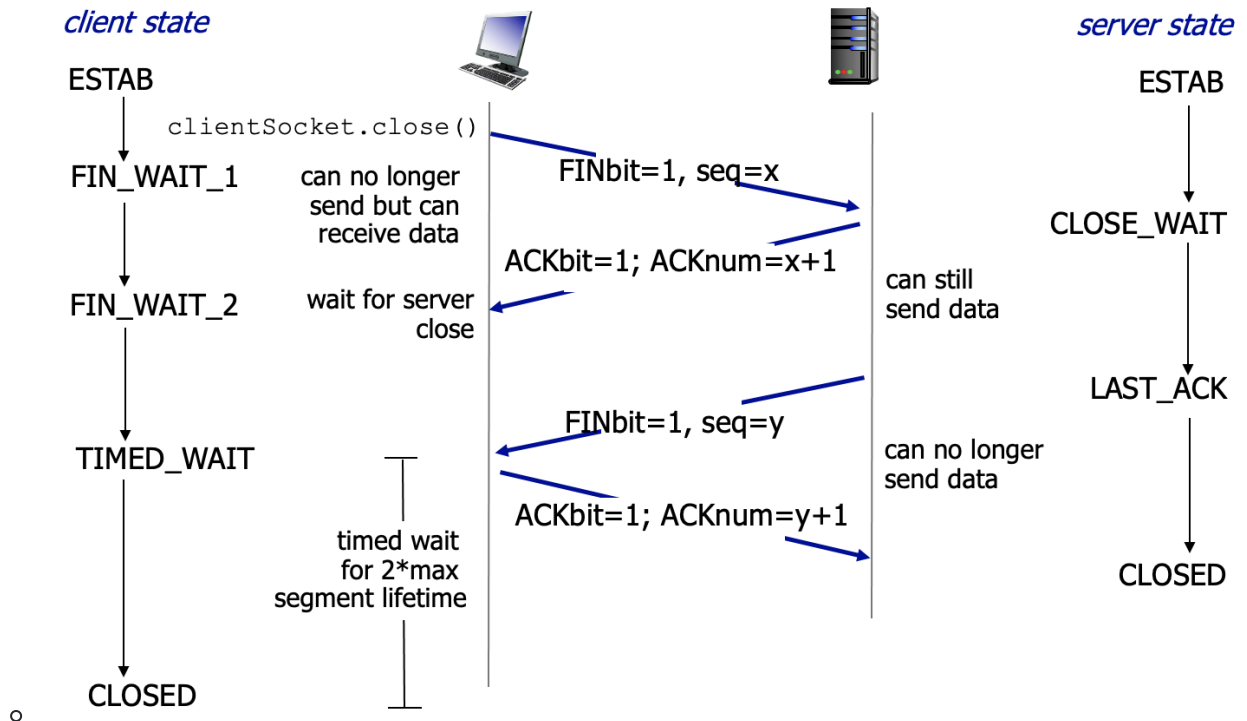 client state
server state
ESTAB
ESTAB
clientSocket.close()
FIN_WAIT_1
can no longer
send but can
receive data
FINbit=1, seq=x
CLOSE_WAIT
ACKbit=1; ACKnum=x+1
FIN_WAIT_2
wait for server
close
can still
send data
LAST_ACK
FINbit=1, seq=y
TIMED_WAIT
can no longer
send data
ACKbit=1; ACKnum=y+1
timed wait
for 2*max
segment lifetime
CLOSED
CLOSED